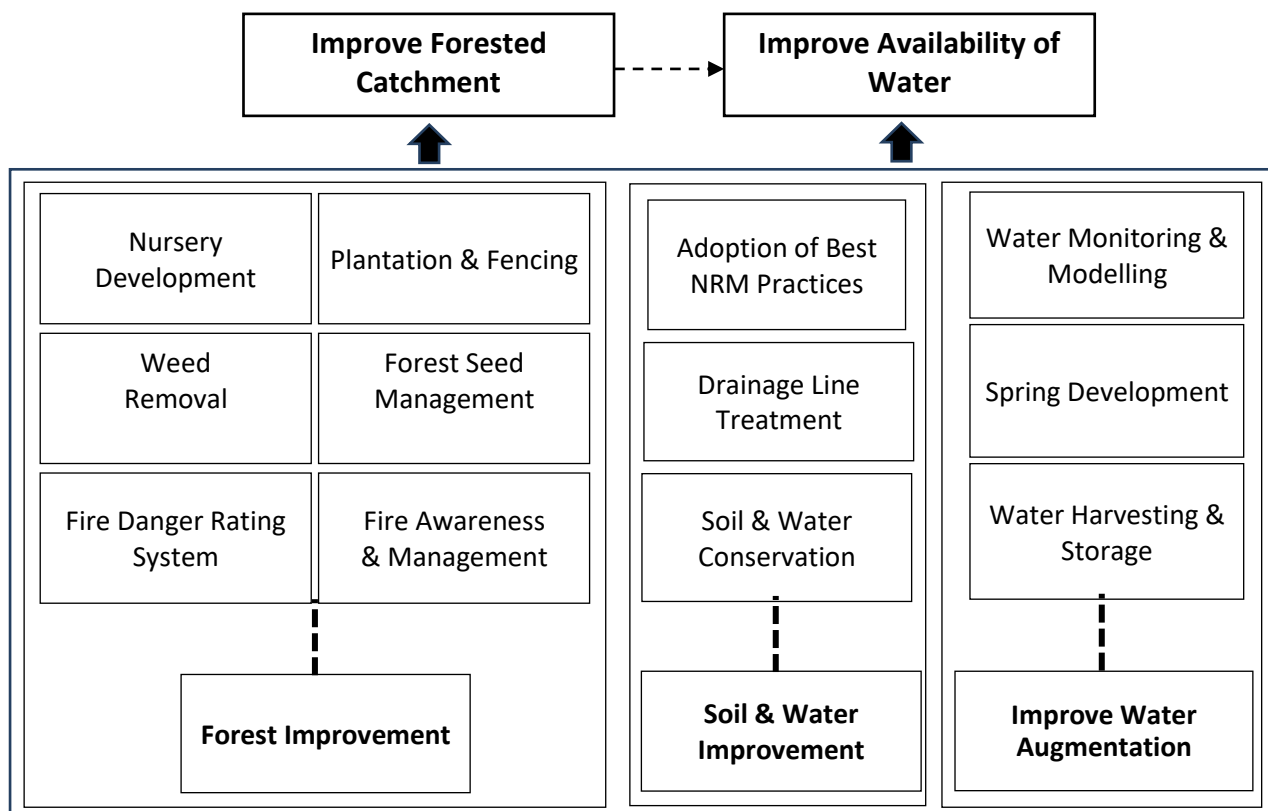 Improve Forested
Catchment
Improve Availability of
Water
Nursery
Development
Plantation & Fencing
Weed
Removal
Forest Seed
Management
Fire Danger Rating
System
Fire Awareness
& Management
Forest Improvement
Adoption of Best
NRM Practices
Drainage Line
Treatment
Soil & Water
Conservation
Soil & Water
Improvement
Water Monitoring &
Modelling
Spring Development
Water Harvesting &
Storage
Improve Water
Augmentation